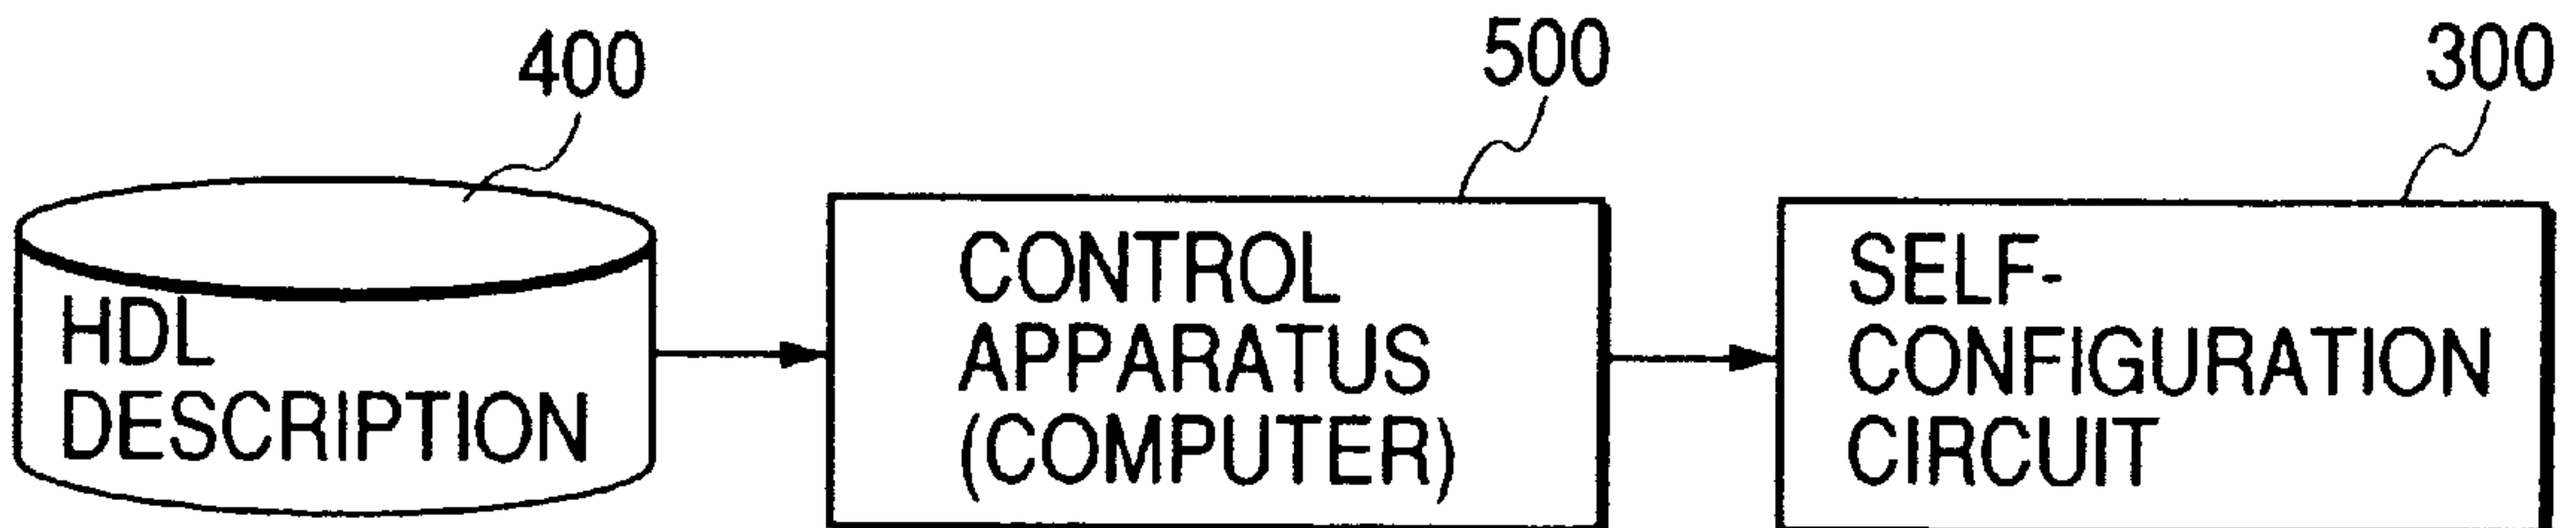 400
500
300
HDL
DESCRIPTION
CONTROL
APPARATUS
(COMPUTER)
SELF-
CONFIGURATION
CIRCUIT